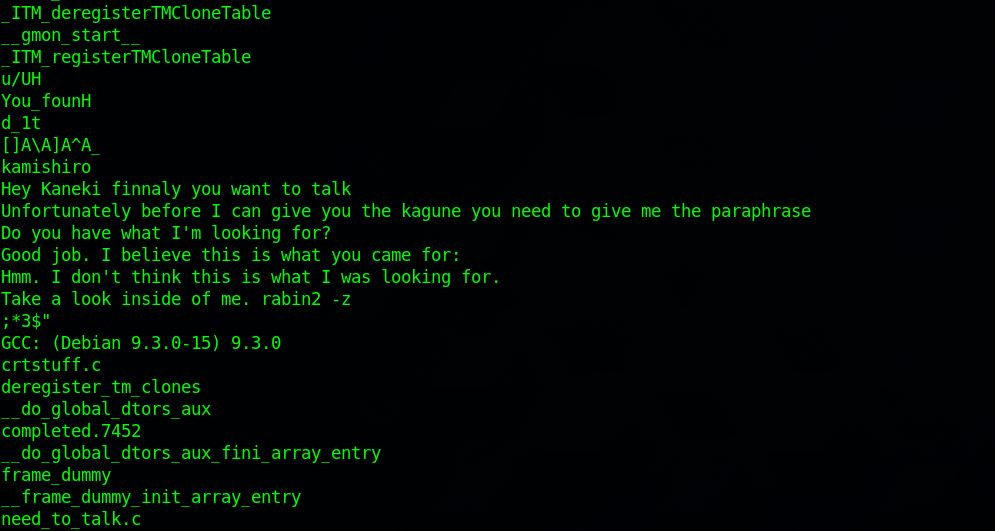 _ITM_deregisterTMCloneTable
__gmon_start__
_ITM_registerTMCloneTable
u/UH
You_founH
d_1t
[]A\A]A^A_
kamishiro
Hey Kaneki finnaly you want to talk
Unfortunately before I can give you the kagune you need to give me the paraphrase
Do you have what I'm looking for?
Good job. I believe this is what you came for:
Hmm. I don't think this is what I was looking for.
Take a look inside of me. rabin2 -z
;*3$"
GCC: (Debian 9.3.0-15) 9.3.0
crtstuff.c
deregister_tm_clones
__do_global_dtors_aux
completed.7452
__do_global_dtors_aux_fini_array_entry
frame_dummy
__frame_dummy_init_array_entry
need_to_talk.c